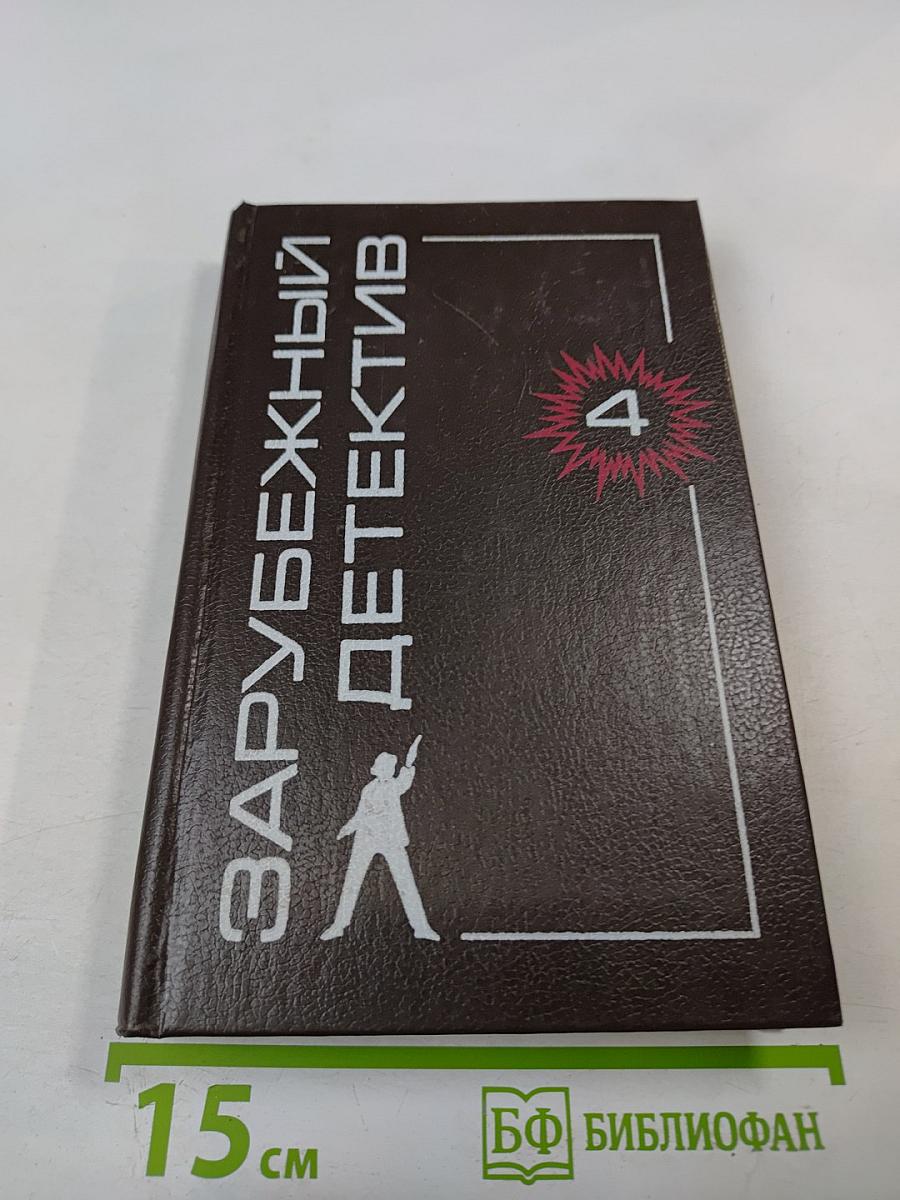 ЗАРУБЕЖНЫЙ
ДЕТЕКТИВ
4
15 см
БФ БИБЛИОФАН